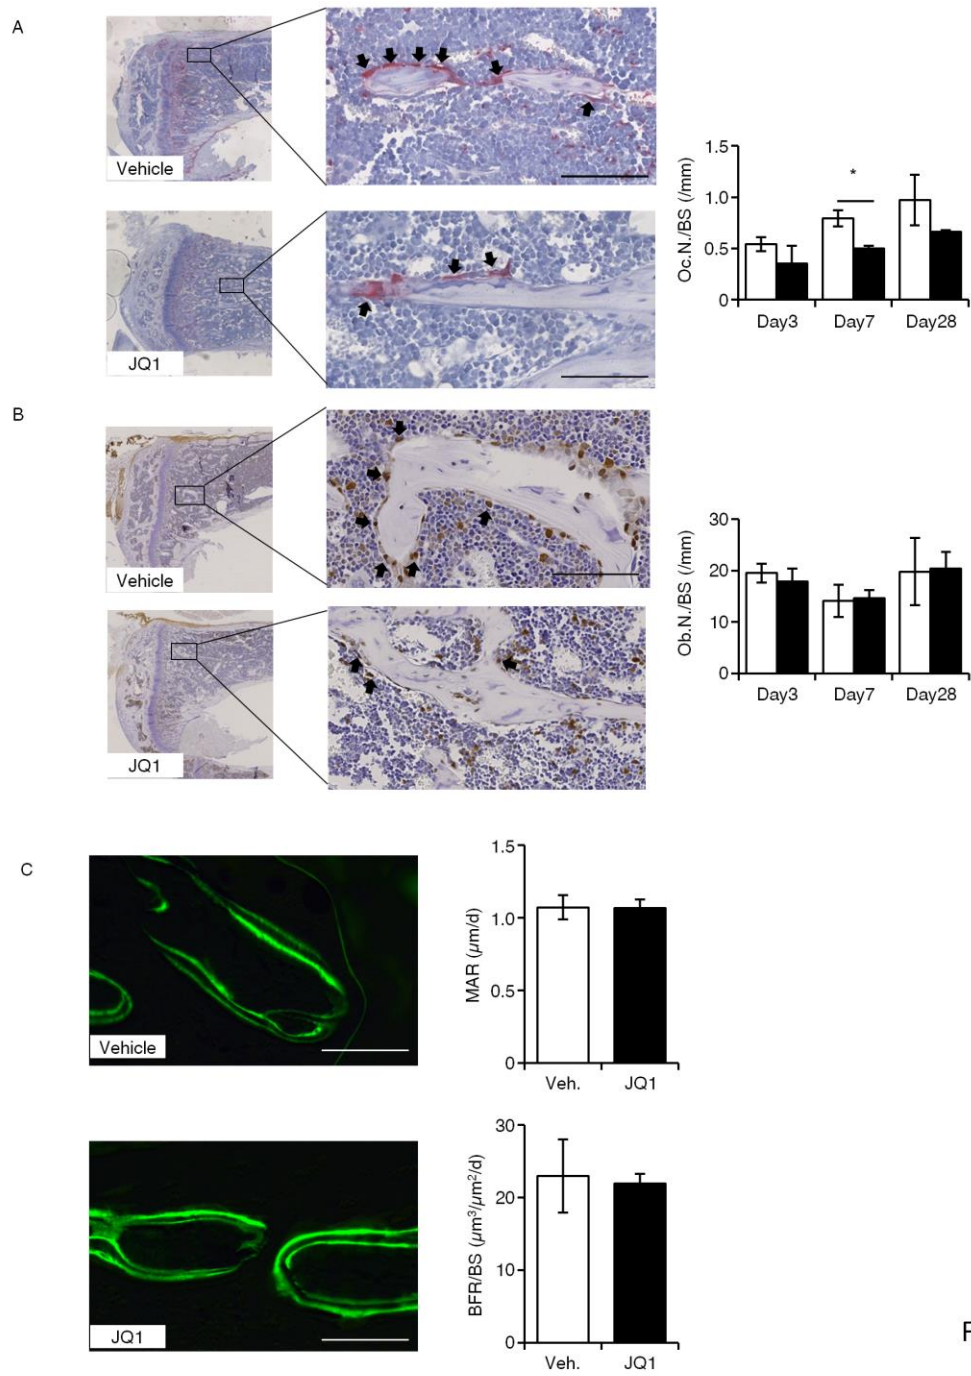 A
Vehicle
JQ1
Oc.N./BS (/mm)
1.5
1.0
0.5
0
*
Day3 Day7 Day28
B
Vehicle
JQ1
Ob.N./BS (/mm)
30
20
10
0
Day3 Day7 Day28
C
Vehicle
MAR (µm/d)
1.5
1.0
0.5
0
Veh. JQ1
JQ1
BFR/BS (µm³/µm²/d)
30
20
10
0
Veh. JQ1
F